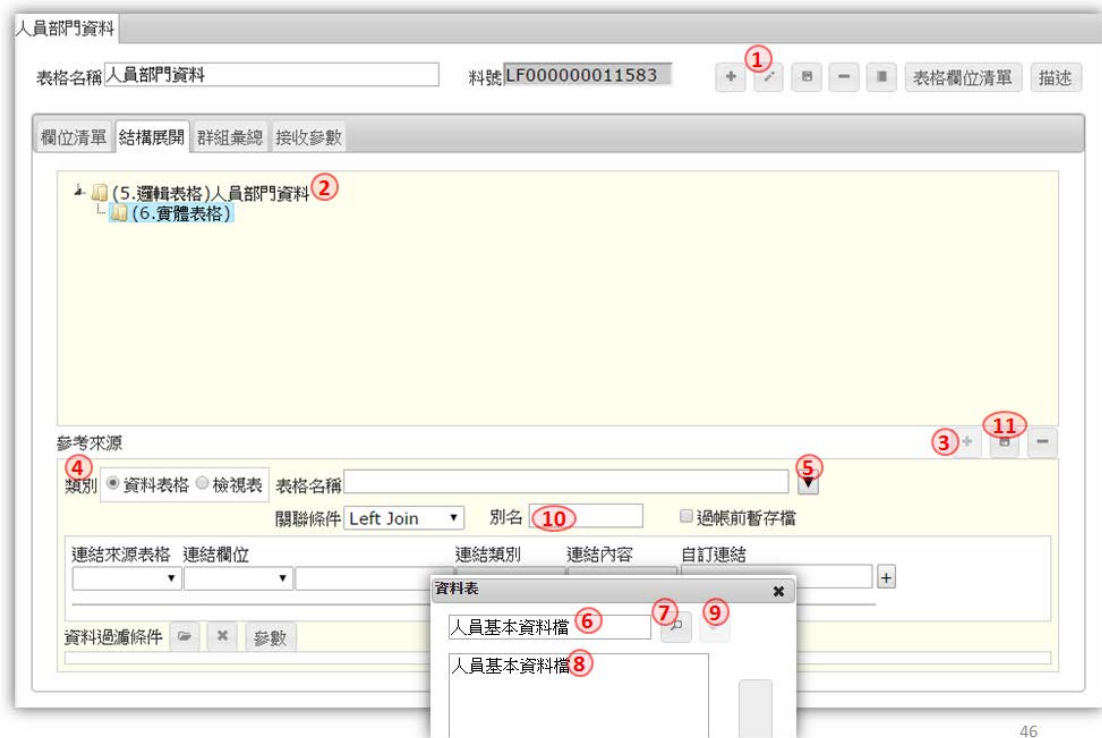 人員部門資料
表格名稱 人員部門資料 料號 LF000000011583 1 表格欄位清單 描述
欄位清單 結構展開 群組彙總 接收參數
(5.邏輯表格)人員部門資料 2
(6.實體表格)
參考來源 3 11
4 類別 資料表格 檢視表 表格名稱 5
關聯條件 Left Join 別名 10 過帳前暫存檔
連結來源表格 連結欄位 連結類別 連結內容 自訂連結
資料表
人員基本資料檔 6 7 9
資料過濾條件 參數
人員基本資料檔 8
46